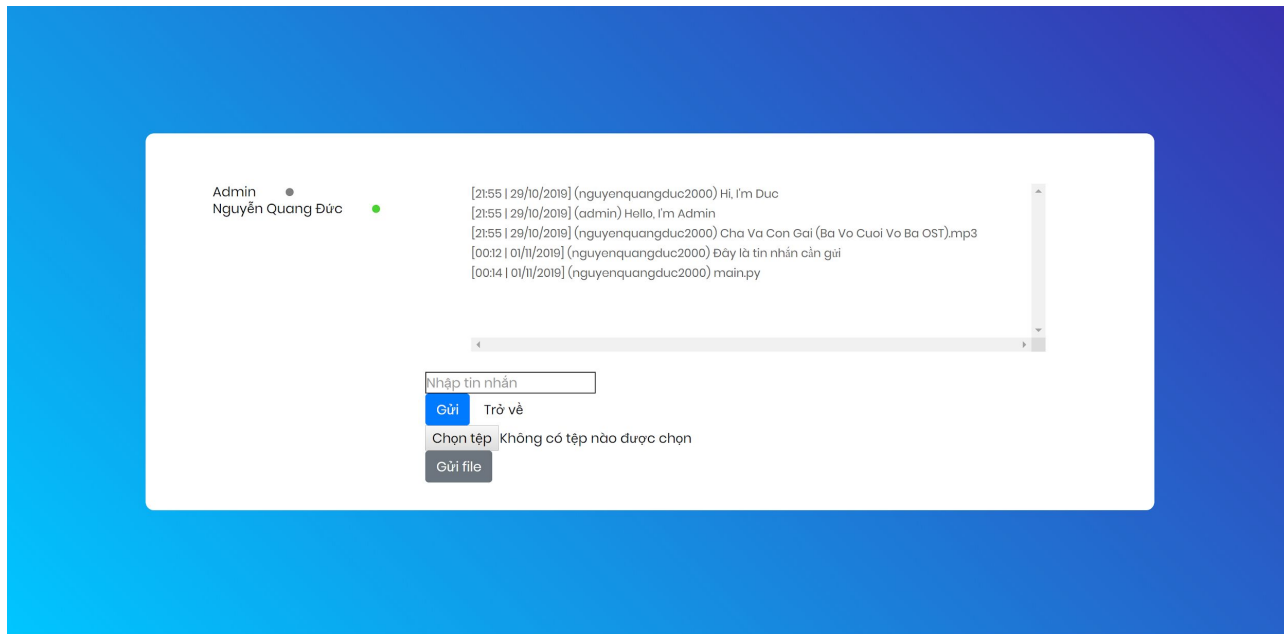 Admin
Nguyễn Quang Đức
[21:55 | 29/10/2019] (nguyenquangduc2000) Hi, I'm Duc
[21:55 | 29/10/2019] (admin) Hello, I'm Admin
[21:55 | 29/10/2019] (nguyenquangduc2000) Cha Va Con Gai (Ba Vo Cuoi Vo Ba OST).mp3
[00:12 | 01/11/2019] (nguyenquangduc2000) Đây là tin nhắn cần gửi
[00:14 | 01/11/2019] (nguyenquangduc2000) main.py
Nhập tin nhắn
Gửi Trở về
Chọn tệp Không có tệp nào được chọn
Gửi file